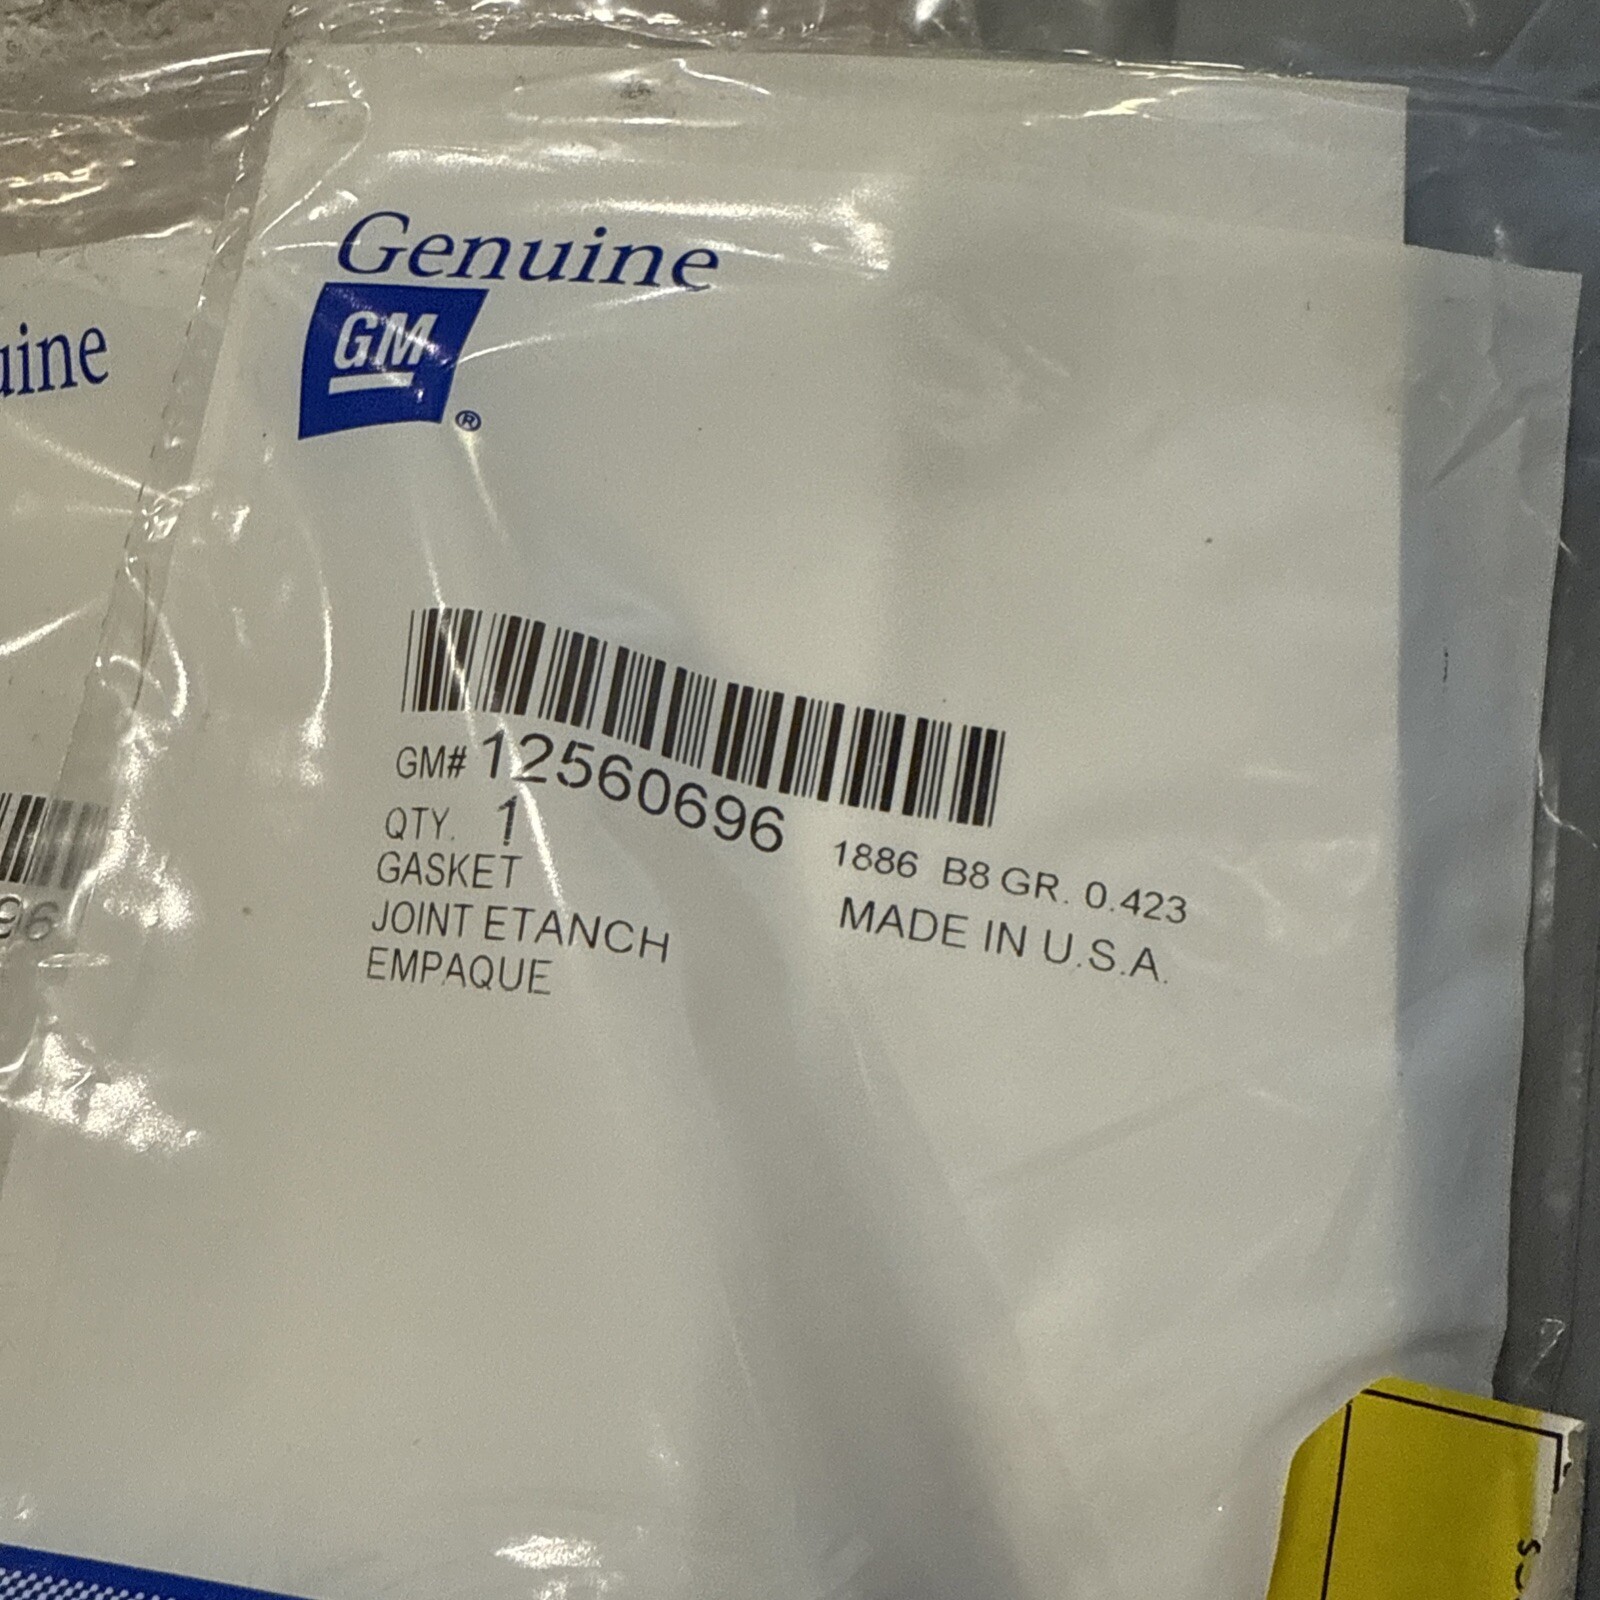 Genuine
GM
®
uine
GM# 12560696
QTY. 1
GASKET
JOINT ETANCH
EMPAQUE
1886 B8 GR. 0.423
MADE IN U.S.A.
96